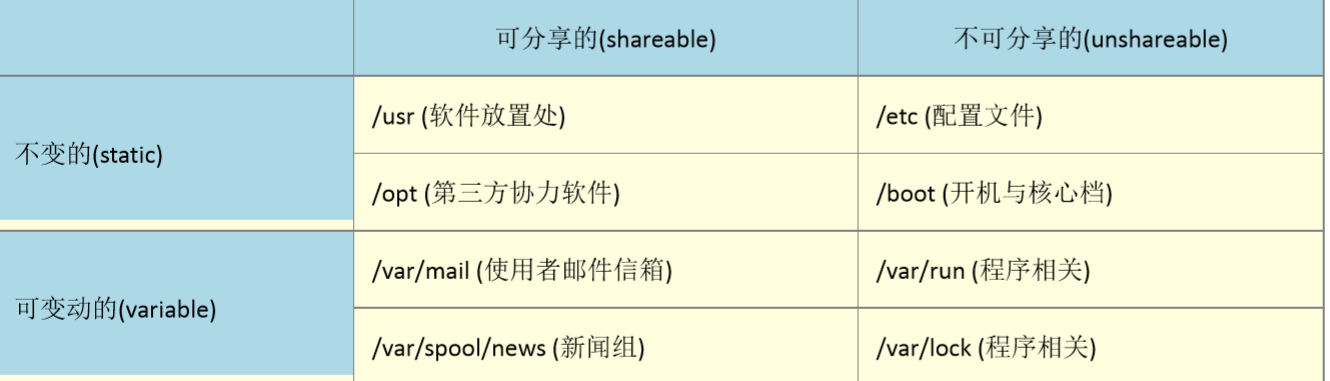 可分享的(shareable) 不可分享的(unshareable)
不变的(static) /usr (软件放置处) /etc (配置文件)
/opt (第三方协力软件) /boot (开机与核心档)
可变动的(variable) /var/mail (使用者邮件信箱) /var/run (程序相关)
/var/spool/news (新闻组) /var/lock (程序相关)